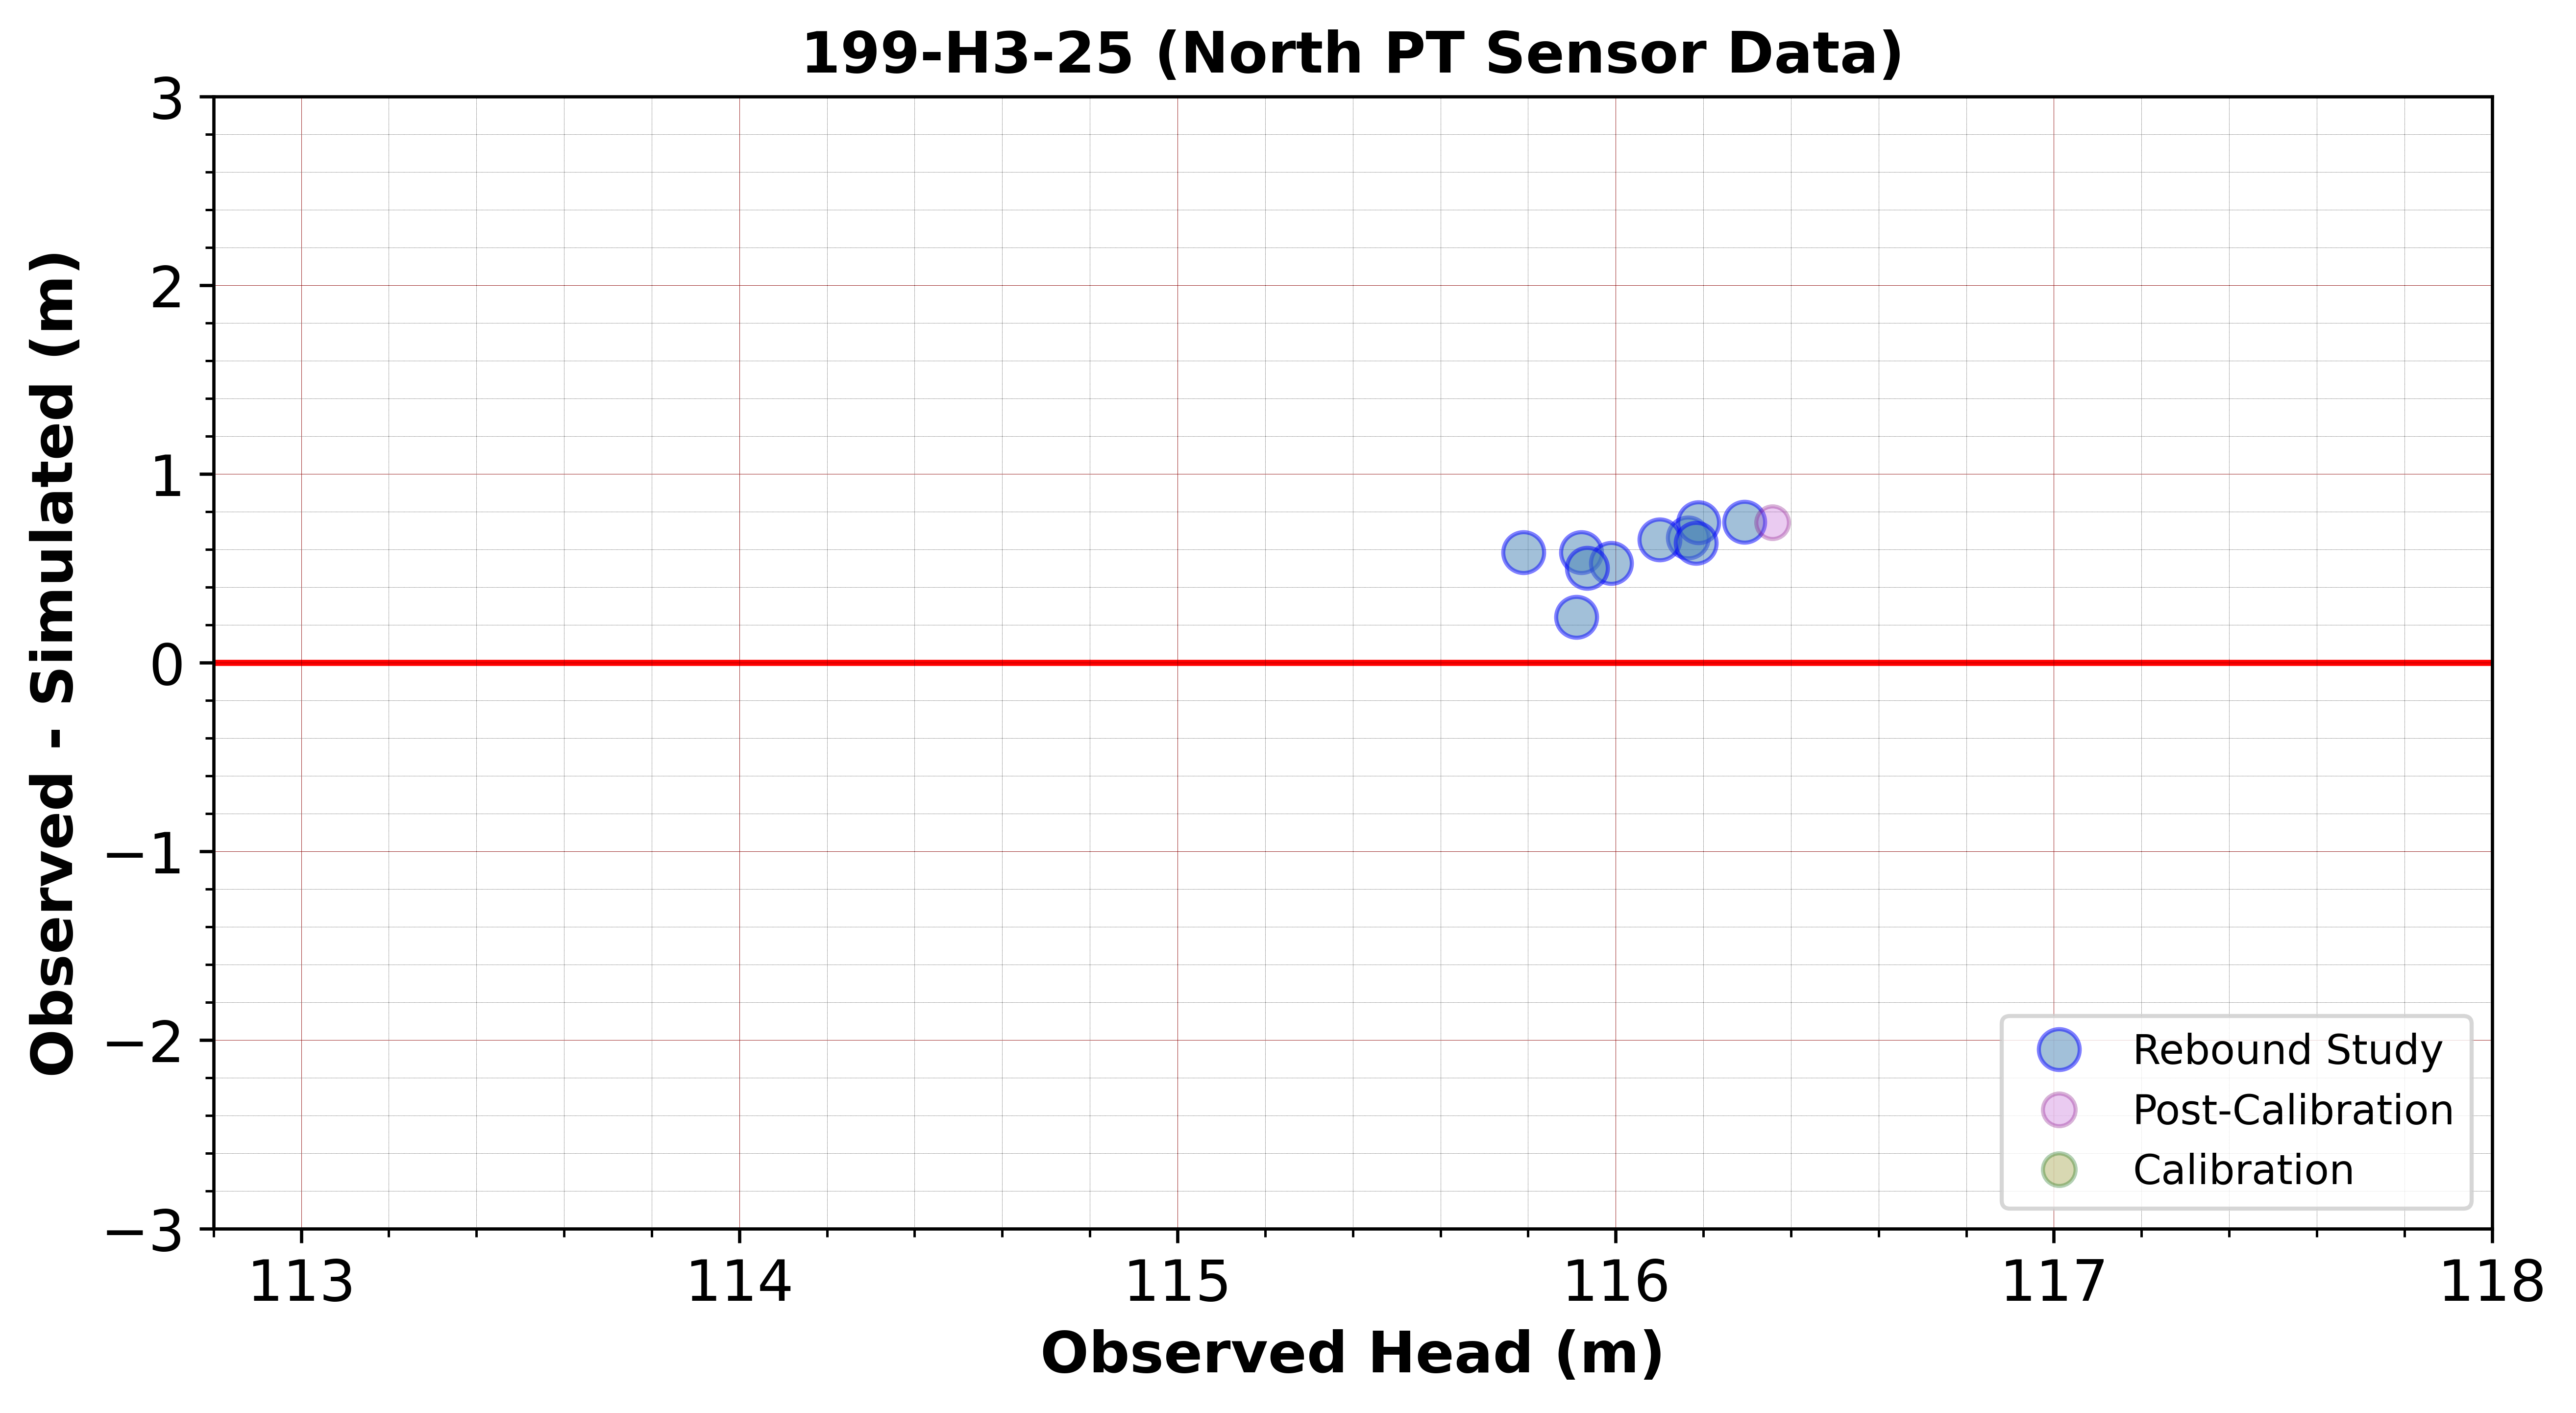 199-H3-25 (North PT Sensor Data)
Observed - Simulated (m)
3
2
1
0
−1
−2
−3
113
114
115
116
117
118
Observed Head (m)
Rebound Study
Post-Calibration
Calibration